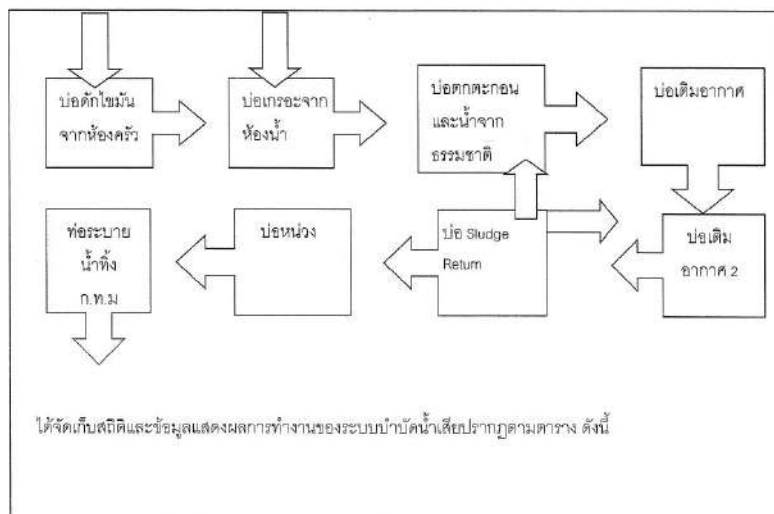 บ่อดักไขมัน
จากห้องครัว
บ่อเกรอะจาก
ห้องน้ำ
บ่อตกตะกอน
และน้ำจาก
ธรรมชาติ
บ่อเติมอากาศ
ท่อระบาย
น้ำทิ้ง
ก.ท.ม
บ่อหน่วง
บ่อ Sludge
Return
บ่อเติม
อากาศ 2
ได้จัดเก็บสถิติและข้อมูลแสดงผลการทำงานของระบบบำบัดน้ำเสียปรากฏตามตาราง ดังนี้